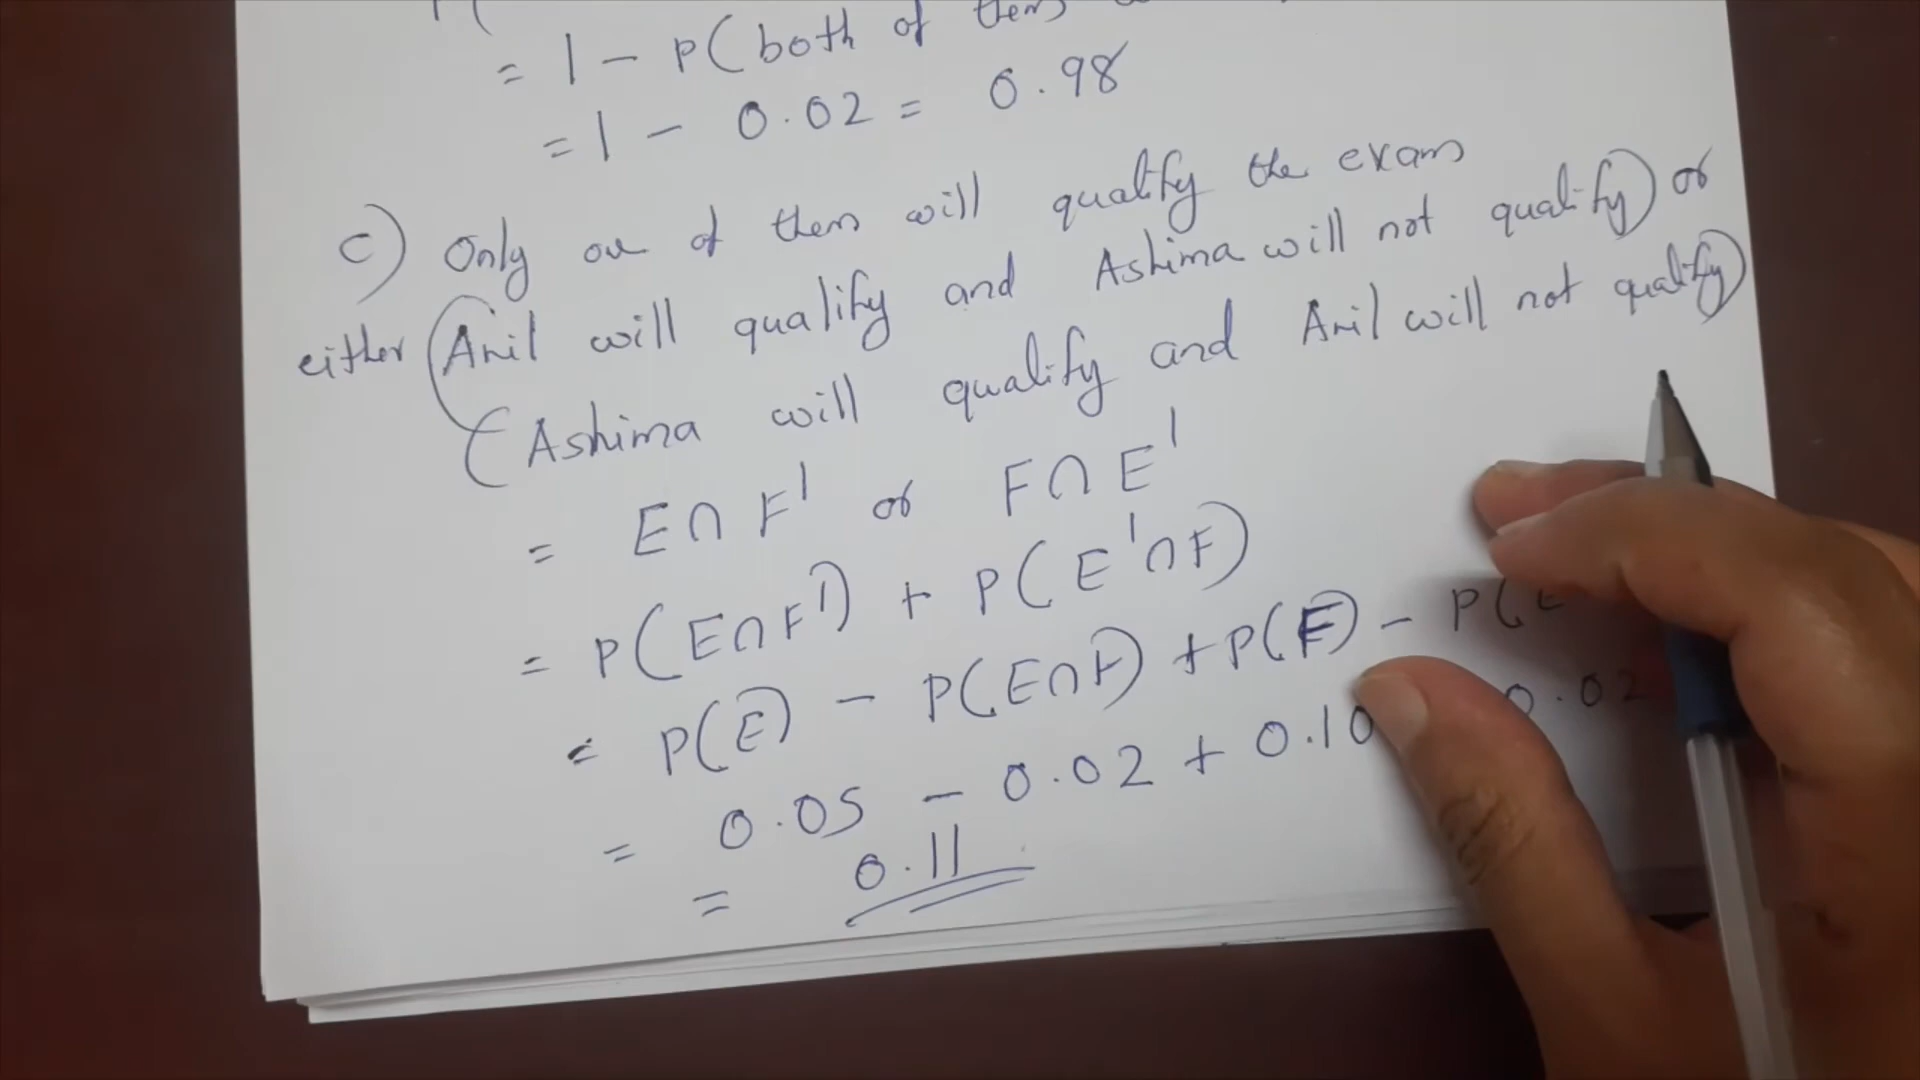 = 1 - P(both of them
= 1 - 0.02 = 0.98
c) Only one of them will qualify the exam
either (Anil will qualify and Ashima will not qualify) or
(Ashima will qualify and Anil will not qualify)
= E∩F' or F∩E'
= P(E∩F') + P(E'∩F)
= P(E) - P(E∩F) + P(F) - P(E
= 0.05 - 0.02 + 0.10 0.02
= 0.11